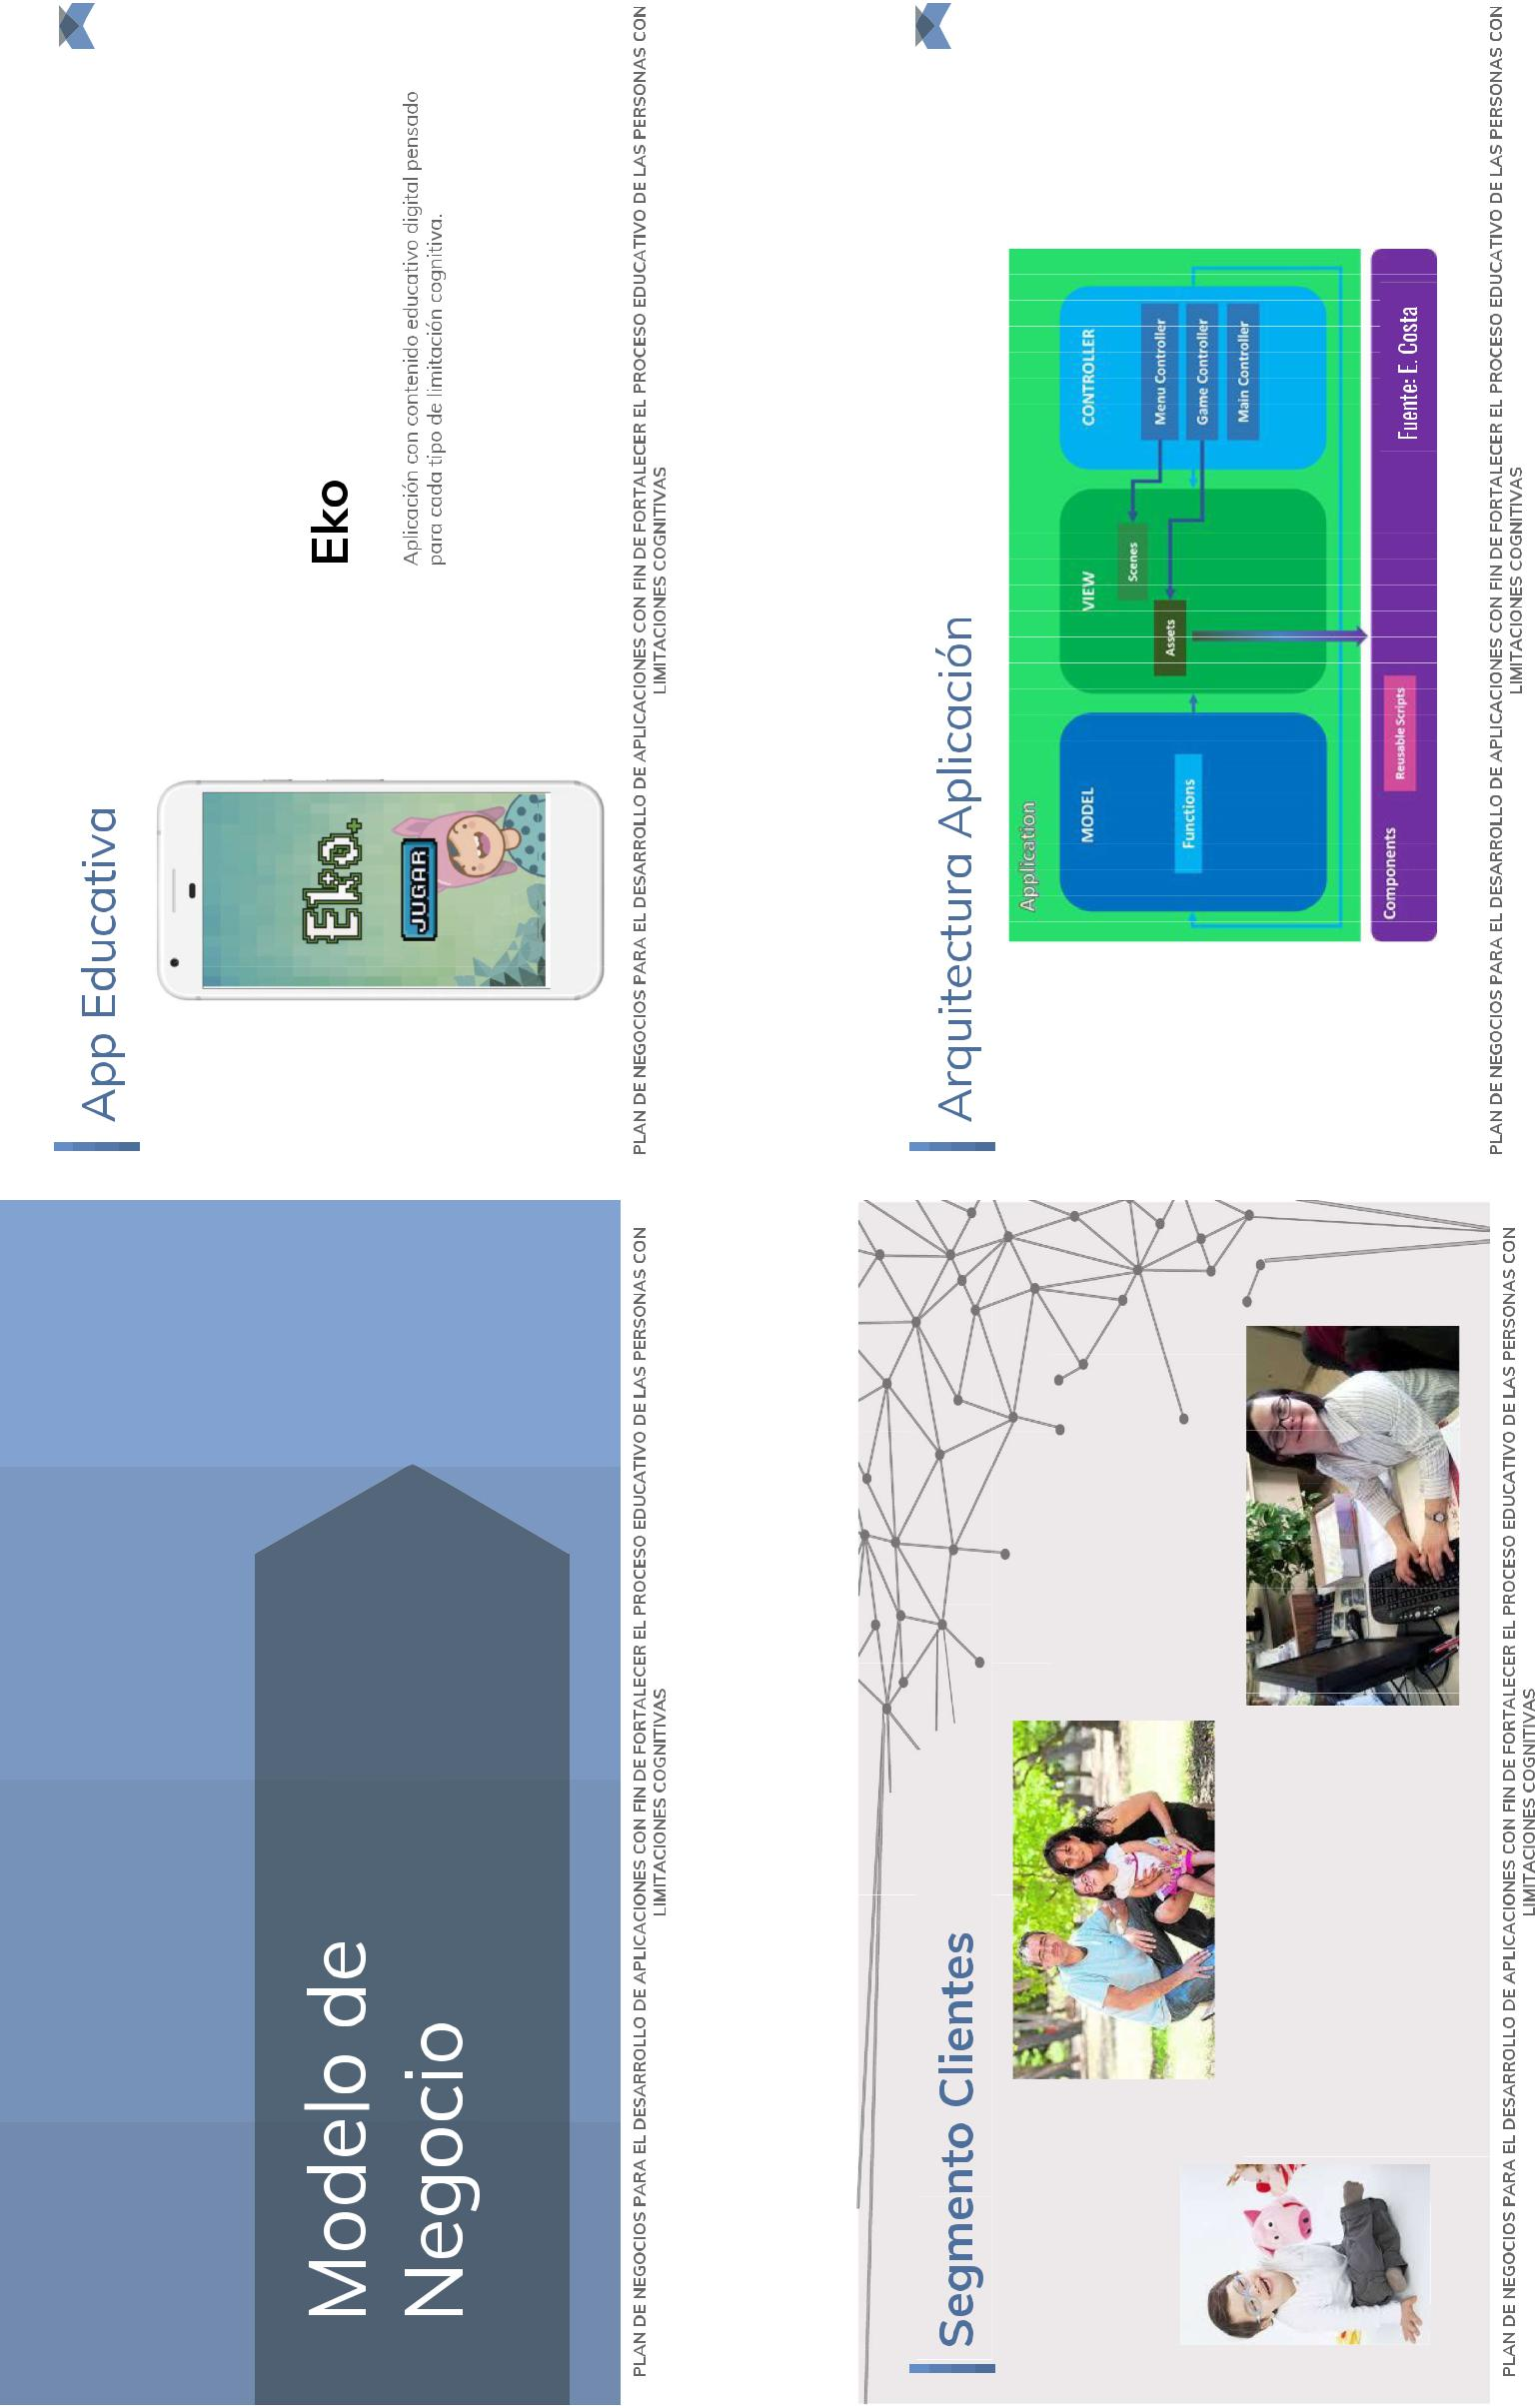 Modelo de
Negocio
PLAN DE NEGOCIOS PARA EL DESARROLLO DE APLICACIONES CON FIN DE FORTALECER EL PROCESO EDUCATIVO DE LAS PERSONAS CON
LIMITACIONES COGNITIVAS
App Educativa
Eko
JUGAR
Eko
Aplicación con contenido educativo digital pensado
para cada tipo de limitación cognitiva.
PLAN DE NEGOCIOS PARA EL DESARROLLO DE APLICACIONES CON FIN DE FORTALECER EL PROCESO EDUCATIVO DE LAS PERSONAS CON
LIMITACIONES COGNITIVAS
Segmento Clientes
PLAN DE NEGOCIOS PARA EL DESARROLLO DE APLICACIONES CON FIN DE FORTALECER EL PROCESO EDUCATIVO DE LAS PERSONAS CON
LIMITACIONES COGNITIVAS
Arquitectura Aplicación
Application
MODEL
Functions
VIEW
Scenes
Assets
CONTROLLER
Menu Controller
Game Controller
Main Controller
Components
Reusable Scripts
Fuente: E. Costa
PLAN DE NEGOCIOS PARA EL DESARROLLO DE APLICACIONES CON FIN DE FORTALECER EL PROCESO EDUCATIVO DE LAS PERSONAS CON
LIMITACIONES COGNITIVAS